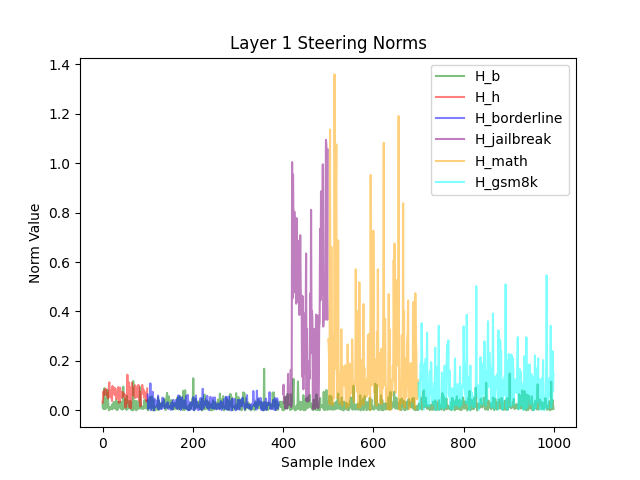 Layer 1 Steering Norms
Norm Value
1.4
1.2
1.0
0.8
0.6
0.4
0.2
0.0
H_b
H_h
H_borderline
H_jailbreak
H_math
H_gsm8k
0 200 400 600 800 1000
Sample Index